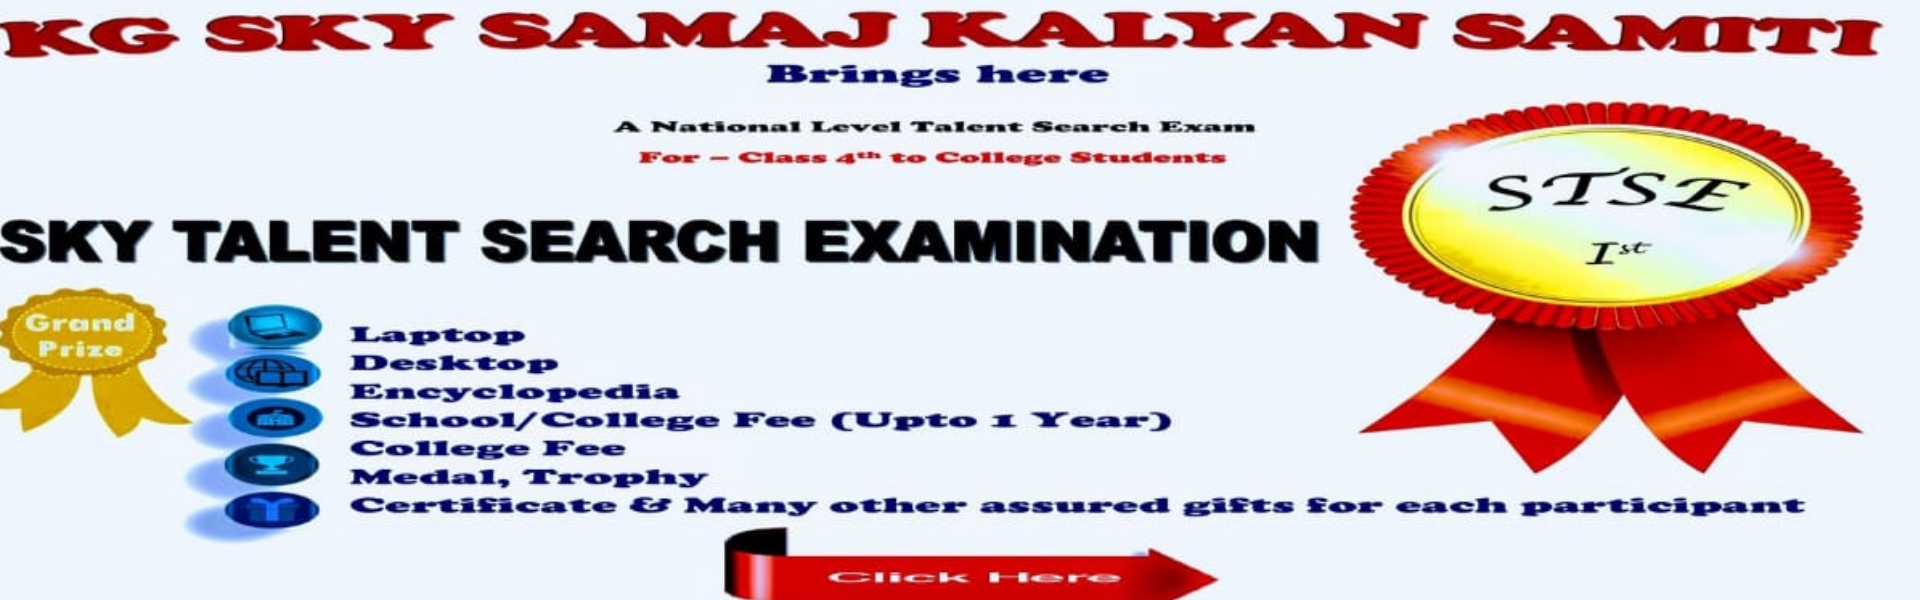 KG SKY SAMAJ KALYAN SAMITI
Brings here
A National Level Talent Search Exam
For – Class 4th to College Students
SKY TALENT SEARCH EXAMINATION
STSE
Ist
Grand
Prize
Laptop
Desktop
Encyclopedia
School/College Fee (Upto 1 Year)
College Fee
Medal, Trophy
Certificate & Many other assured gifts for each participant
Click Here